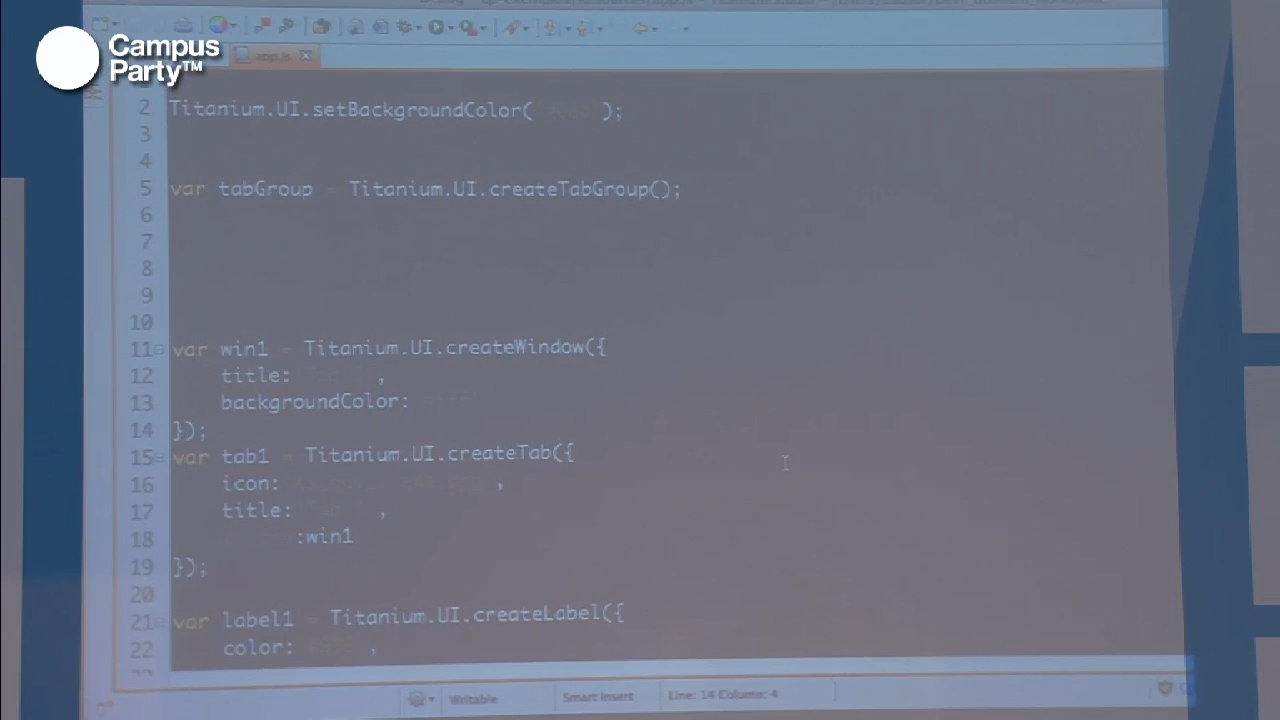 Campus
Party™
app.js
2 Titanium.UI.setBackgroundColor( );
3
4
5 var tabGroup = Titanium.UI.createTabGroup();
6
7
8
9
10
11 var win1 = Titanium.UI.createWindow({
12 title: ,
13 backgroundColor:
14 });
15 var tab1 = Titanium.UI.createTab({
16 icon: ,
17 title: ,
18 :win1
19 });
20
21 var label1 = Titanium.UI.createLabel({
22 color: ,
Writable Smart Insert Line: 14 Column: 4